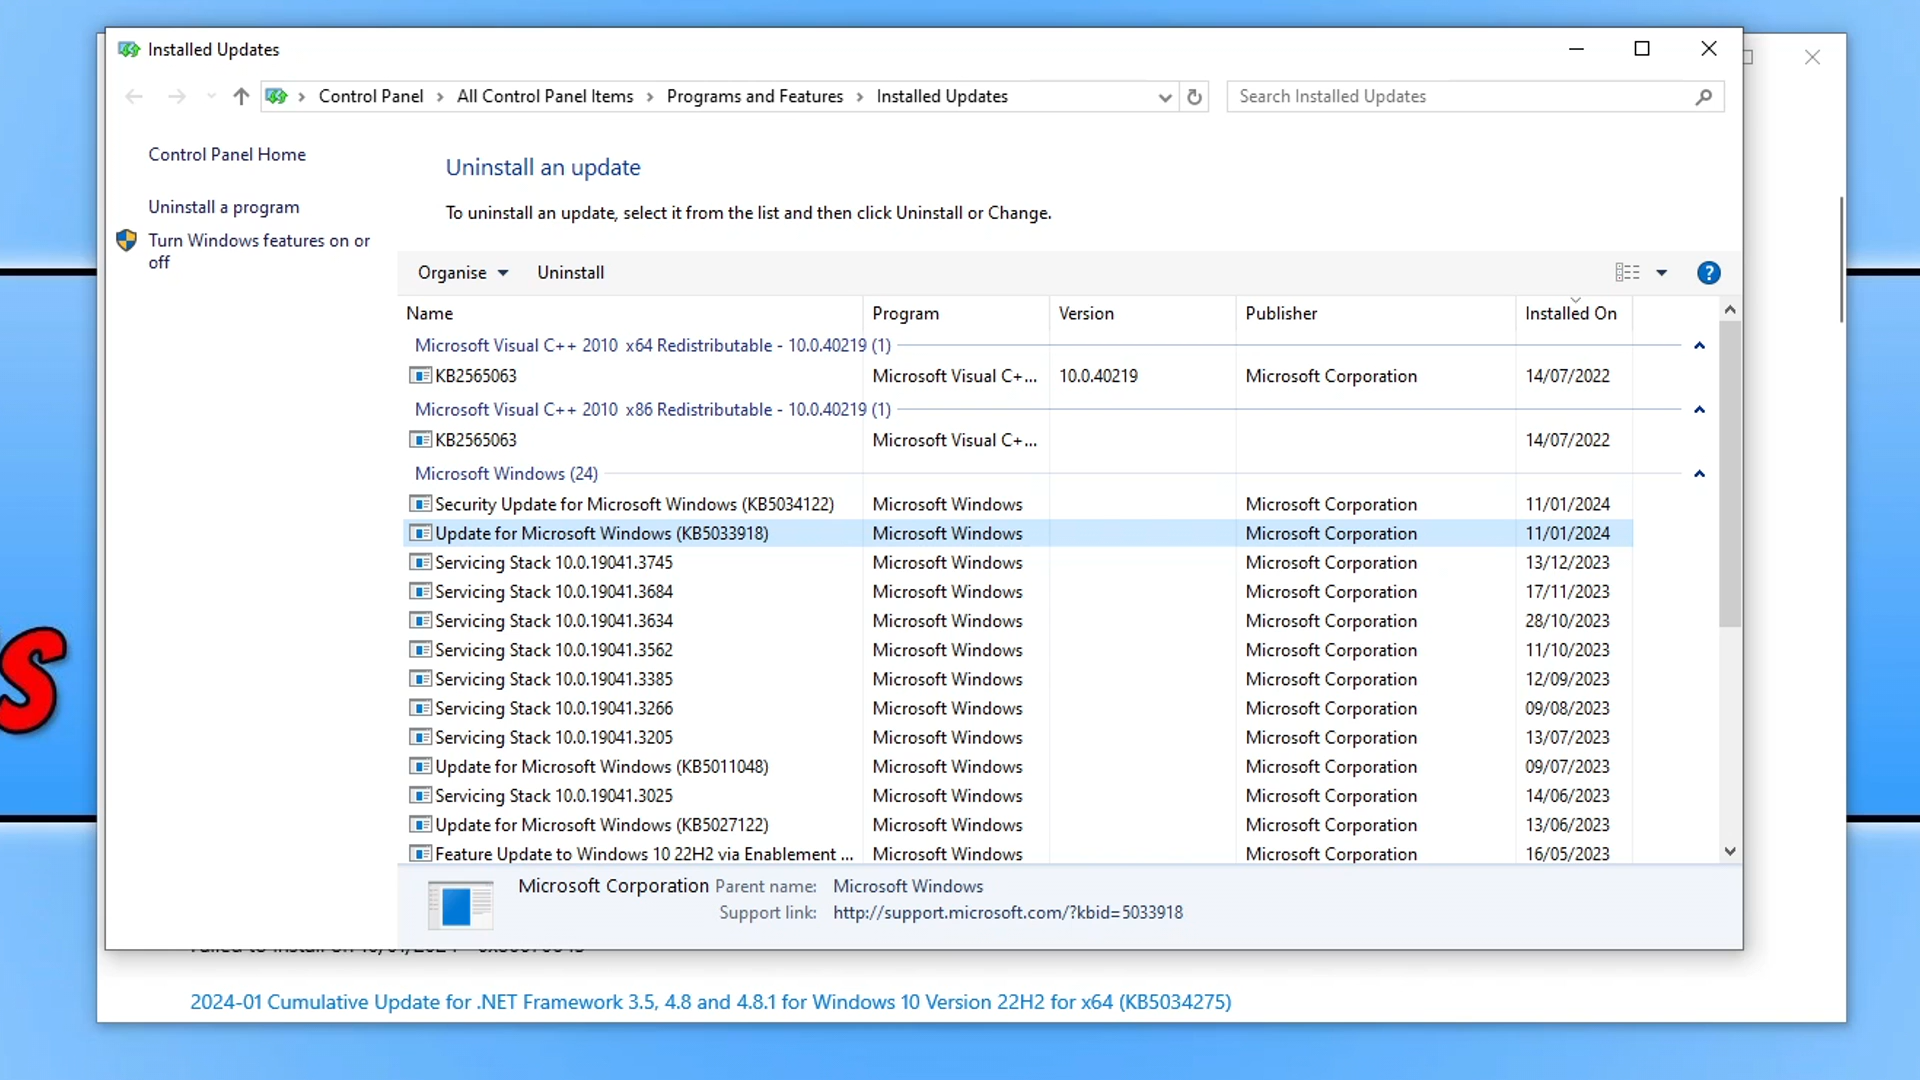 Installed Updates
Control Panel > All Control Panel Items > Programs and Features > Installed Updates
Search Installed Updates
Control Panel Home
Uninstall a program
Turn Windows features on or
off
Uninstall an update
To uninstall an update, select it from the list and then click Uninstall or Change.
Organise Uninstall ?
Name Program Version Publisher Installed On
Microsoft Visual C++ 2010 x64 Redistributable - 10.0.40219 (1)
KB2565063 Microsoft Visual C+... 10.0.40219 Microsoft Corporation 14/07/2022
Microsoft Visual C++ 2010 x86 Redistributable - 10.0.40219 (1)
KB2565063 Microsoft Visual C+... 14/07/2022
Microsoft Windows (24)
Security Update for Microsoft Windows (KB5034122) Microsoft Windows Microsoft Corporation 11/01/2024
Update for Microsoft Windows (KB5033918) Microsoft Windows Microsoft Corporation 11/01/2024
Servicing Stack 10.0.19041.3745 Microsoft Windows Microsoft Corporation 13/12/2023
Servicing Stack 10.0.19041.3684 Microsoft Windows Microsoft Corporation 17/11/2023
Servicing Stack 10.0.19041.3634 Microsoft Windows Microsoft Corporation 28/10/2023
Servicing Stack 10.0.19041.3562 Microsoft Windows Microsoft Corporation 11/10/2023
Servicing Stack 10.0.19041.3385 Microsoft Windows Microsoft Corporation 12/09/2023
Servicing Stack 10.0.19041.3266 Microsoft Windows Microsoft Corporation 09/08/2023
Servicing Stack 10.0.19041.3205 Microsoft Windows Microsoft Corporation 13/07/2023
Update for Microsoft Windows (KB5011048) Microsoft Windows Microsoft Corporation 09/07/2023
Servicing Stack 10.0.19041.3025 Microsoft Windows Microsoft Corporation 14/06/2023
Update for Microsoft Windows (KB5027122) Microsoft Windows Microsoft Corporation 13/06/2023
Feature Update to Windows 10 22H2 via Enablement ... Microsoft Windows Microsoft Corporation 16/05/2023
Microsoft Corporation Parent name: Microsoft Windows
Support link: http://support.microsoft.com/?kbid=5033918
2024-01 Cumulative Update for .NET Framework 3.5, 4.8 and 4.8.1 for Windows 10 Version 22H2 for x64 (KB5034275)